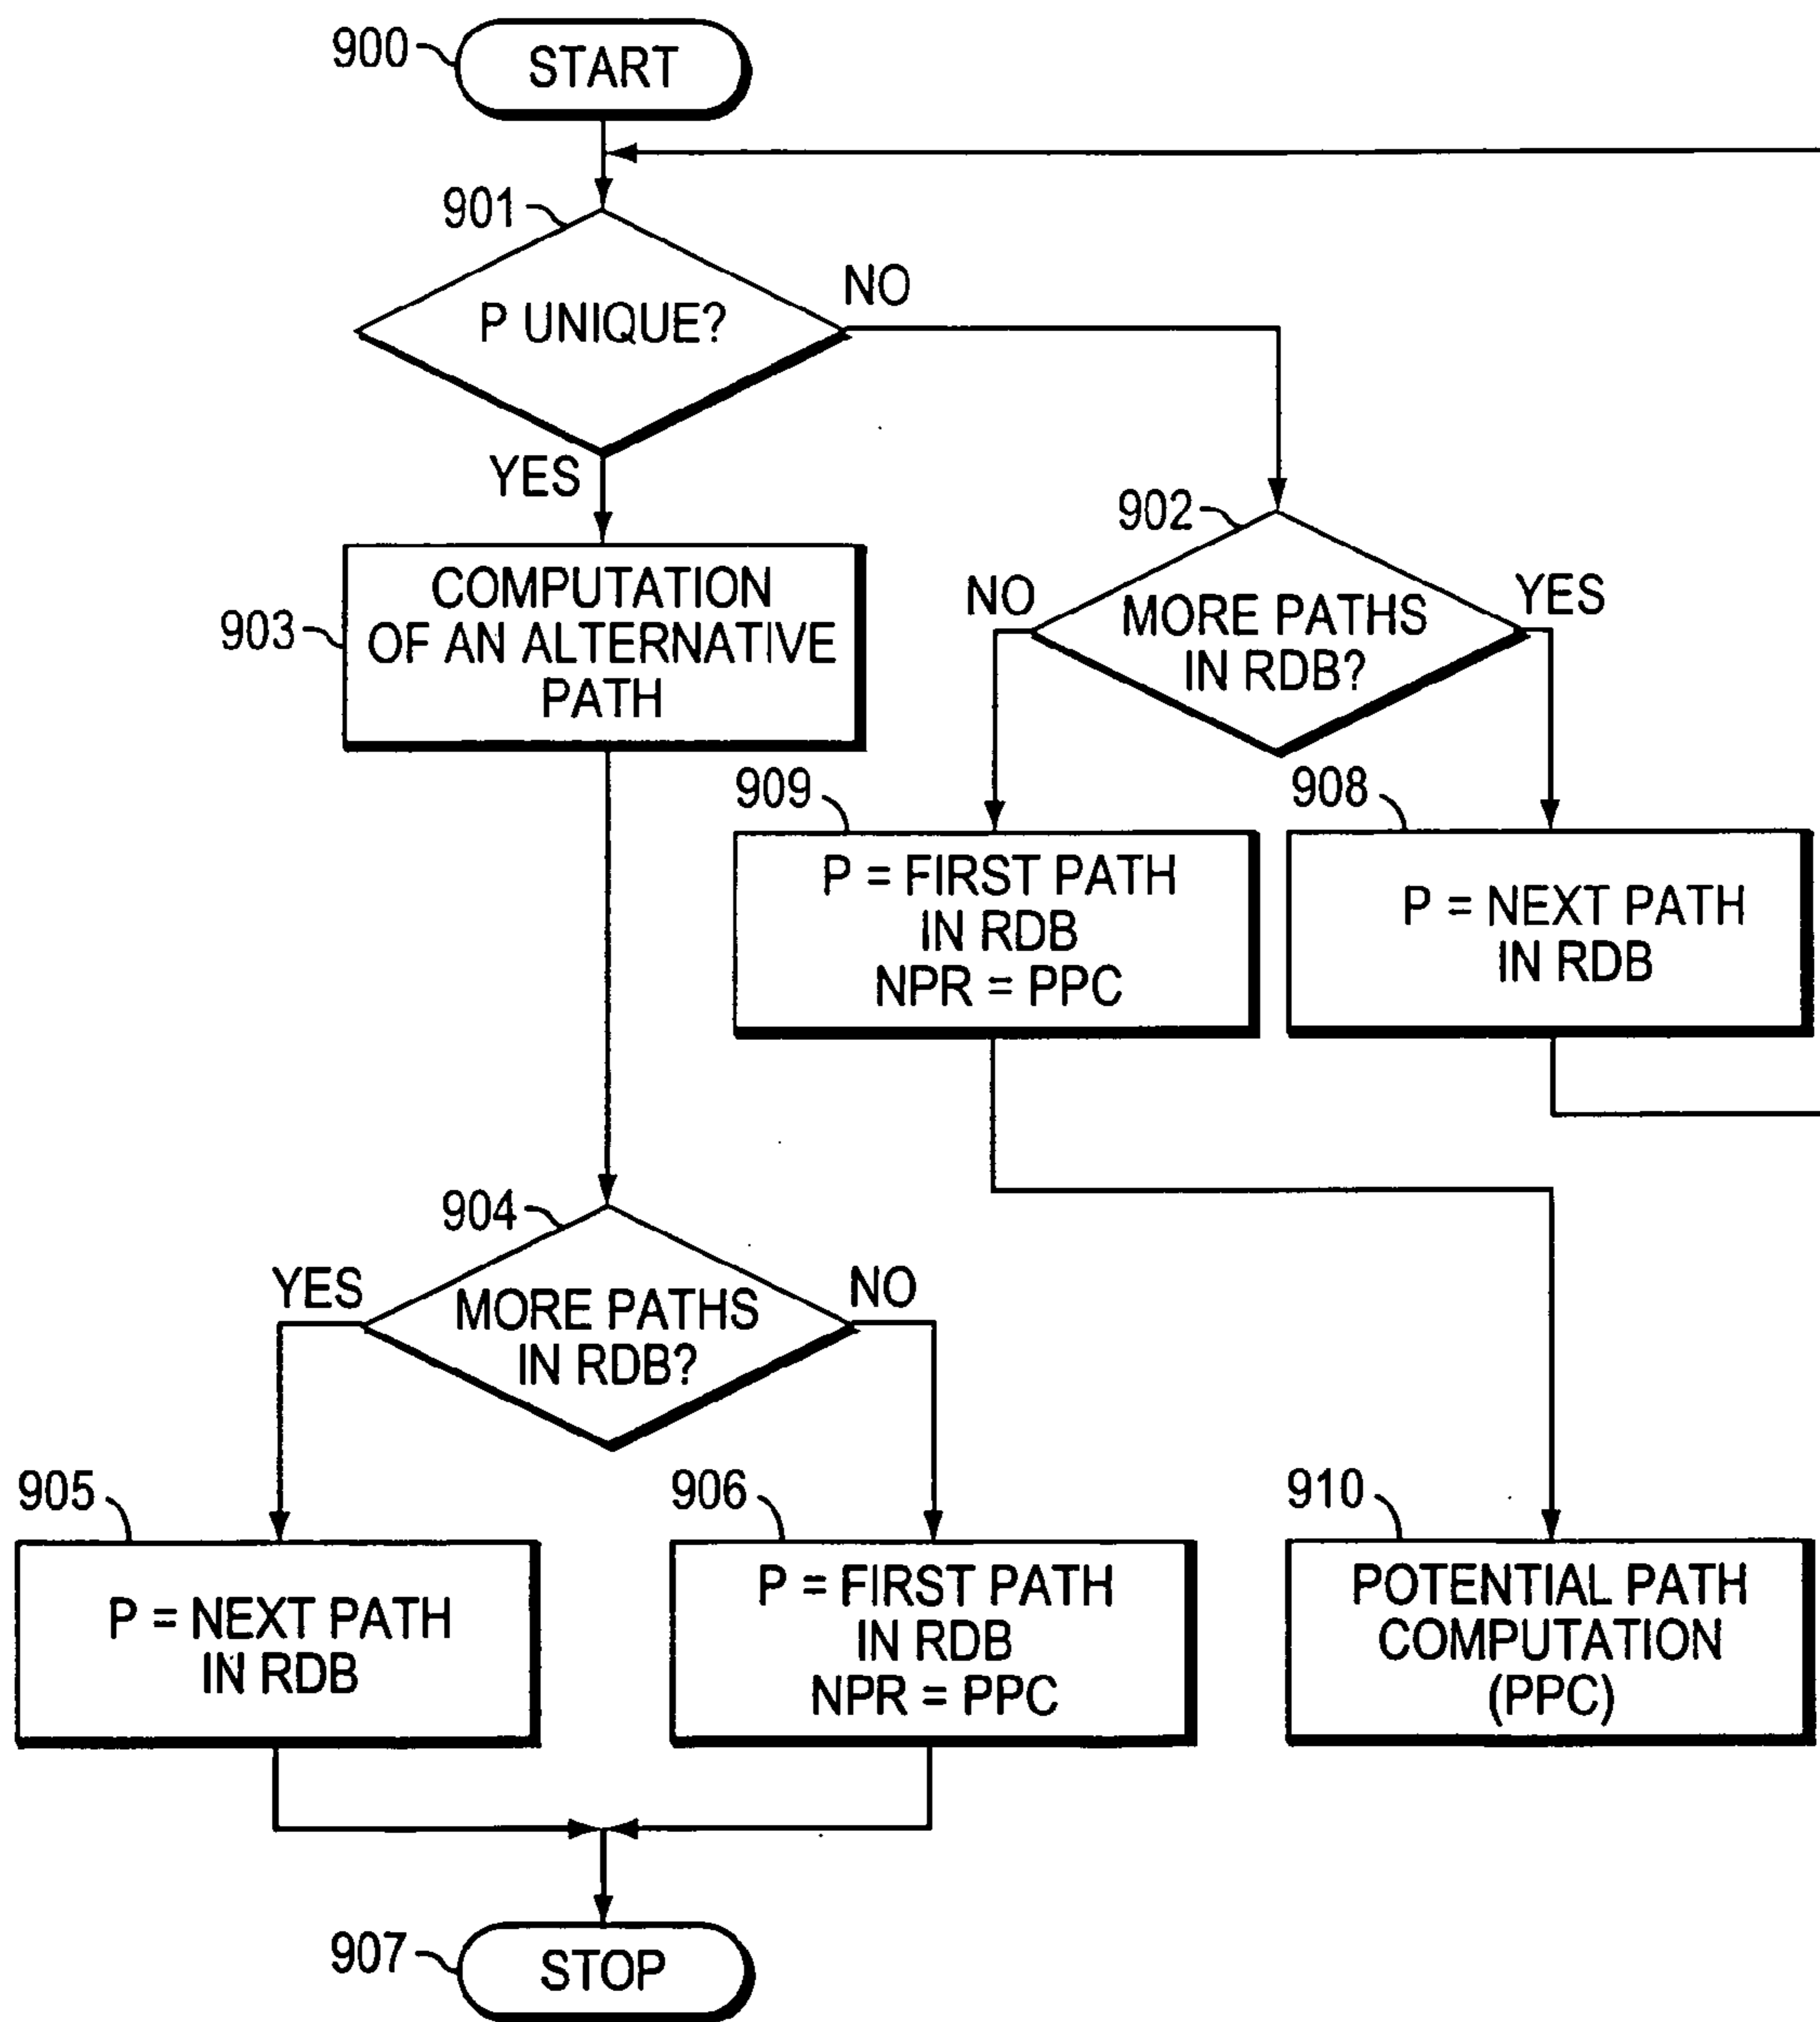 900
START
901
P UNIQUE?
NO
YES
902
MORE PATHS
IN RDB?
NO
YES
903
COMPUTATION
OF AN ALTERNATIVE
PATH
909
P = FIRST PATH
IN RDB
NPR = PPC
908
P = NEXT PATH
IN RDB
904
MORE PATHS
IN RDB?
YES
NO
905
P = NEXT PATH
IN RDB
906
P = FIRST PATH
IN RDB
NPR = PPC
910
POTENTIAL PATH
COMPUTATION
(PPC)
907
STOP